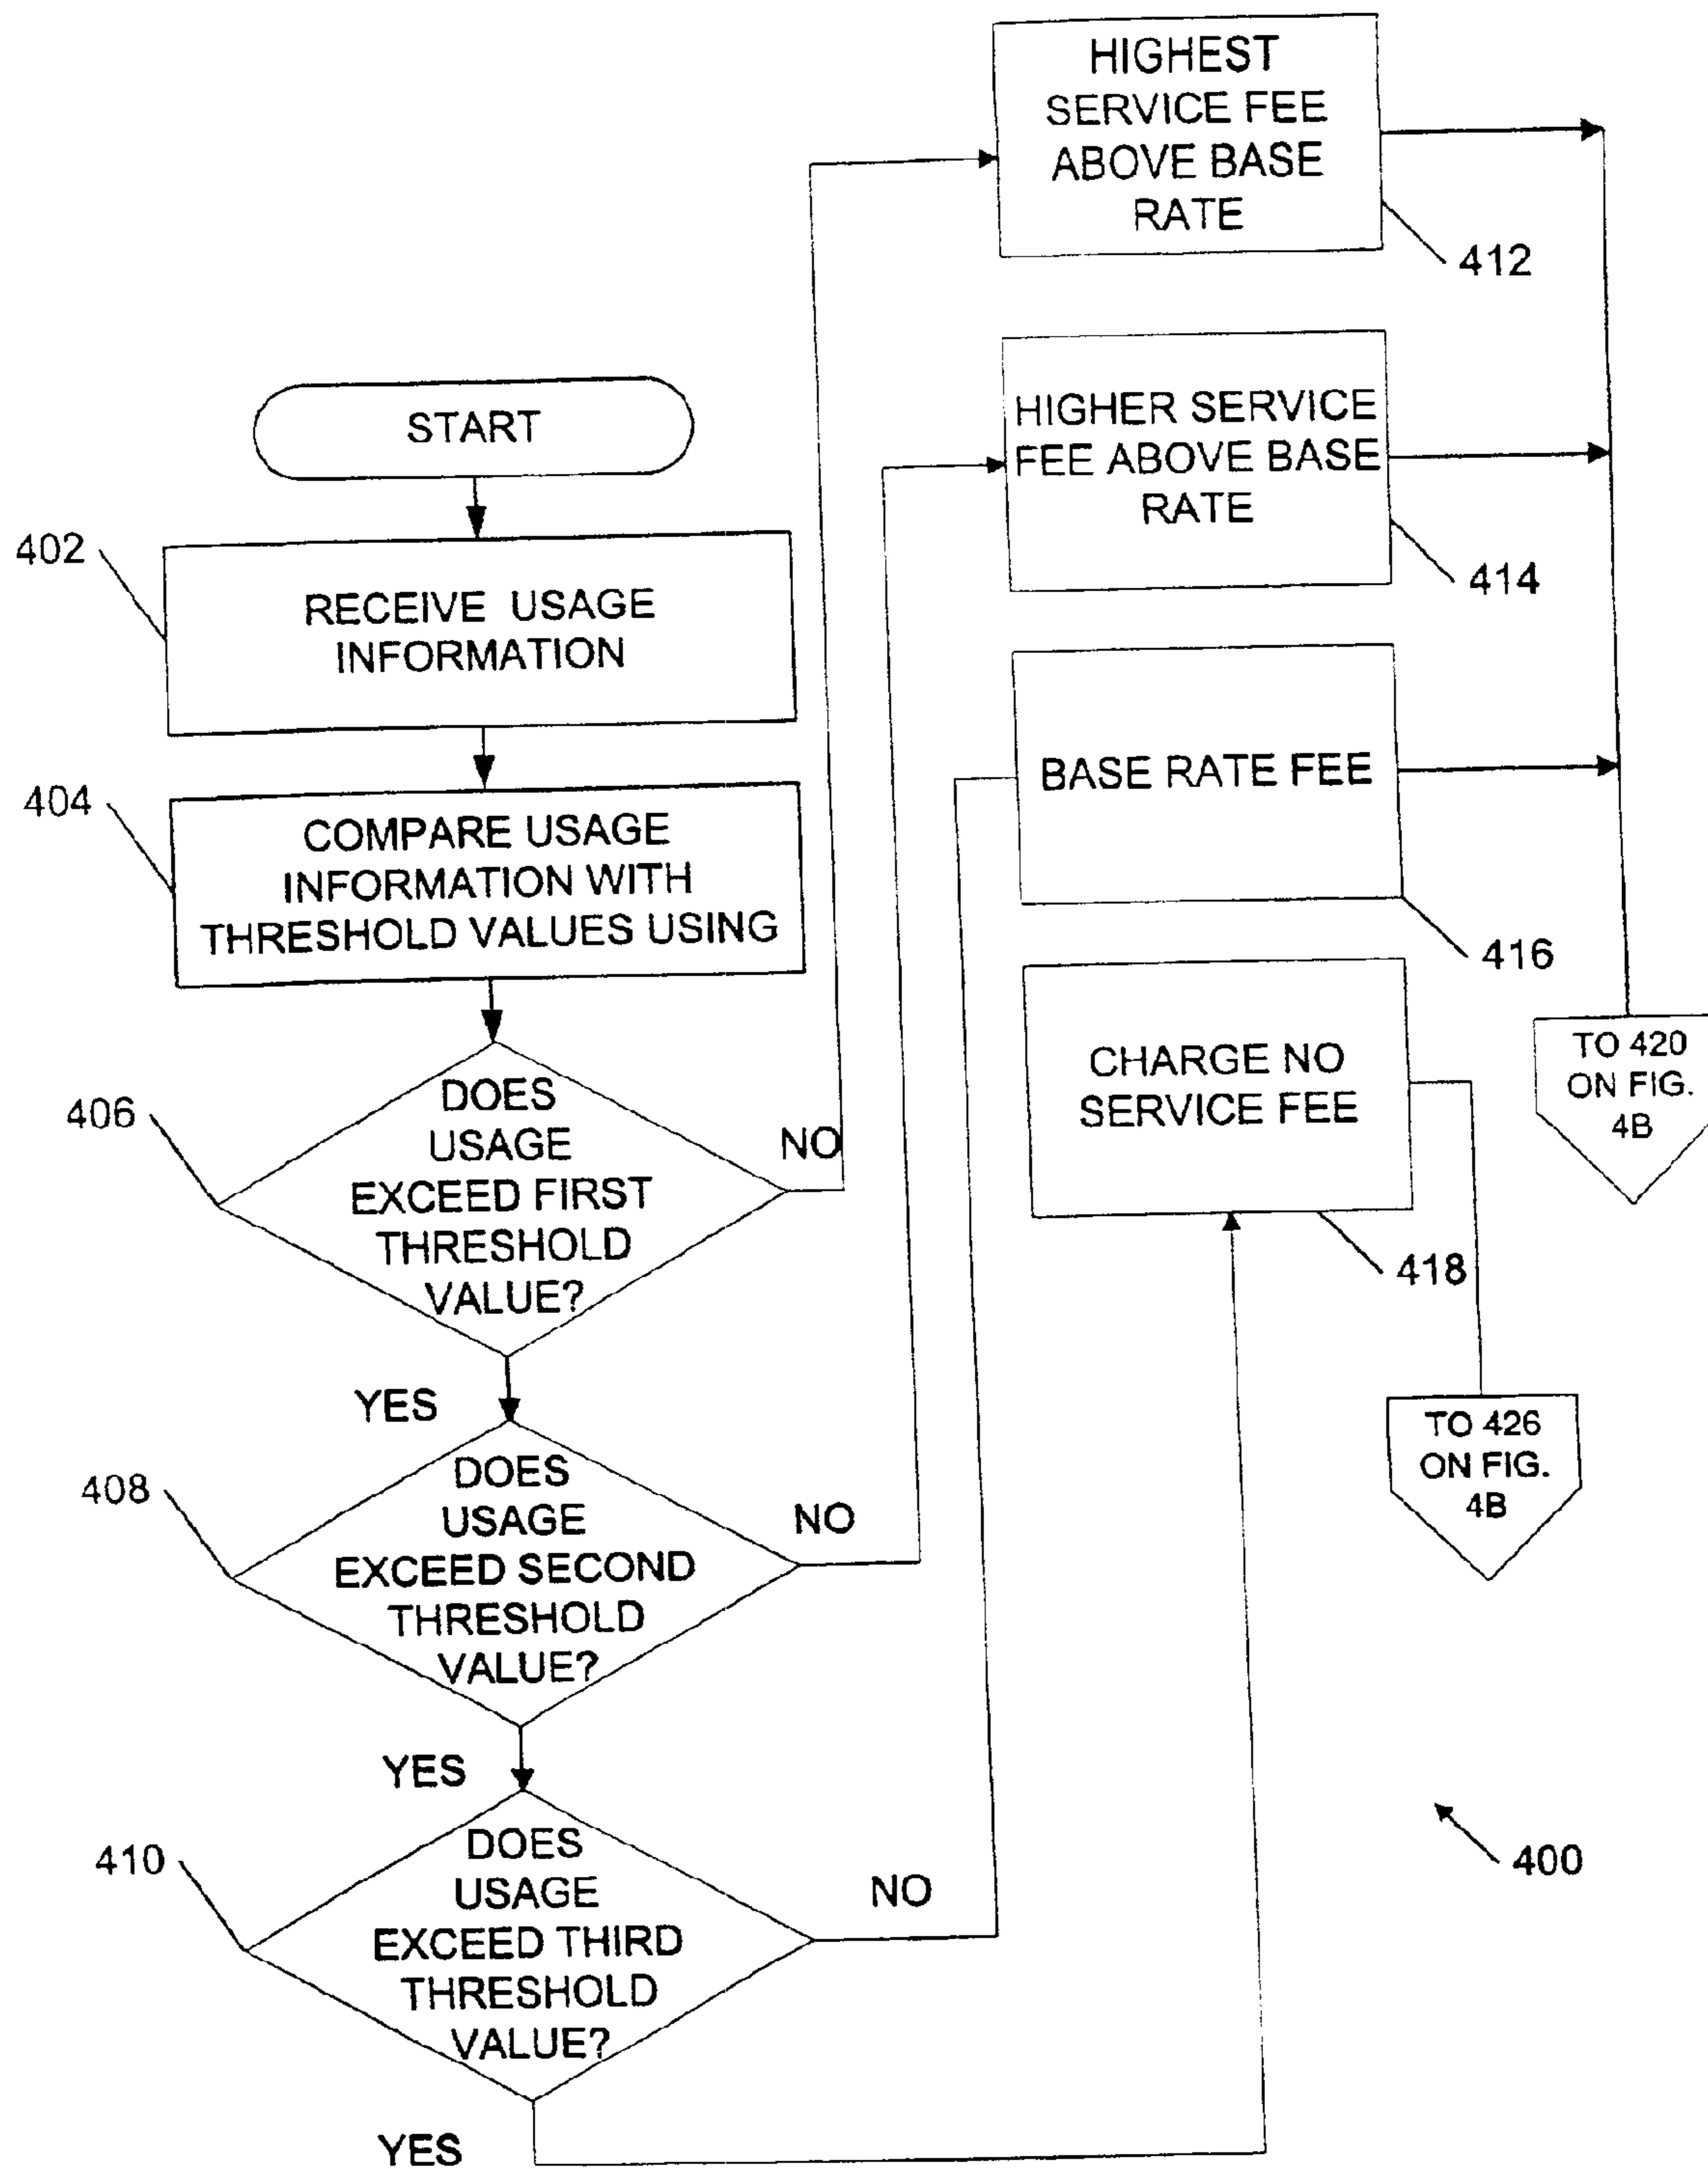 HIGHEST
SERVICE FEE
ABOVE BASE
RATE
412
HIGHER SERVICE
FEE ABOVE BASE
RATE
414
START
402
RECEIVE USAGE
INFORMATION
BASE RATE FEE
416
404
COMPARE USAGE
INFORMATION WITH
THRESHOLD VALUES USING
CHARGE NO
SERVICE FEE
418
TO 420
ON FIG.
4B
406
DOES
USAGE
EXCEED FIRST
THRESHOLD
VALUE?
NO
YES
TO 426
ON FIG.
4B
408
DOES
USAGE
EXCEED SECOND
THRESHOLD
VALUE?
NO
YES
410
DOES
USAGE
EXCEED THIRD
THRESHOLD
VALUE?
NO
YES
400